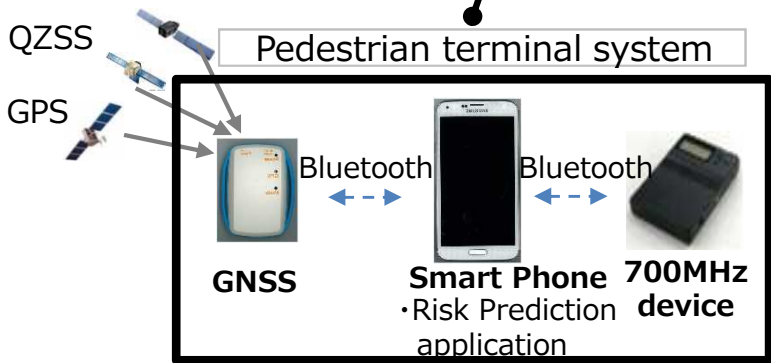 QZSS
Pedestrian terminal system
GPS
Bluetooth
Bluetooth
GNSS
Smart Phone
・Risk Prediction
application
700MHz
device